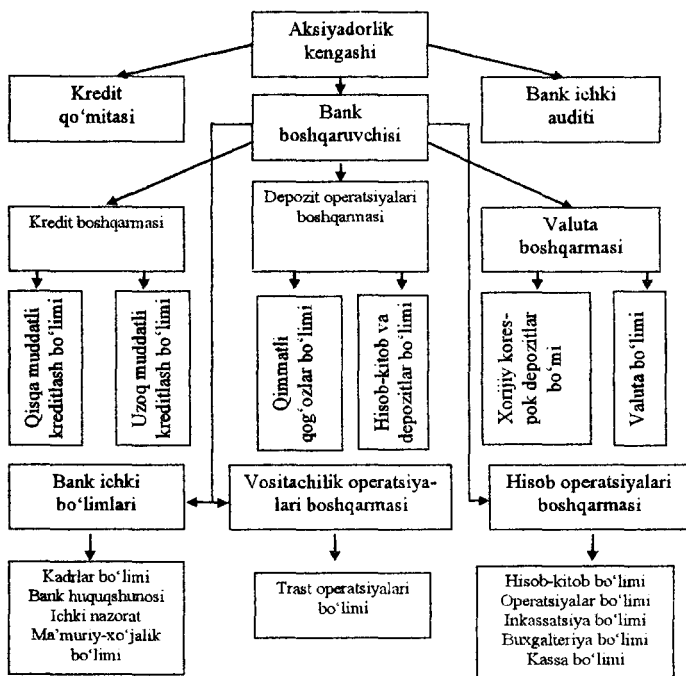 Aksiyadorlik
kengashi
Kredit
qo‘mitasi
Bank
boshqaruvchisi
Bank ichki
auditi
Kredit boshqarmasi
Depozit operatsiyalari
boshqarmasi
Valuta
boshqarmasi
Qisqa muddatli
kreditlash bo‘limi
Uzoq muddatli
kreditlash bo‘limi
Qimmatli
qog‘ozlar bo‘limi
Hisob-kitob va
depozitlar bo‘limi
Xorijiy kores-
pok depozitlar
bo‘mi
Valuta bo‘limi
Bank ichki
bo‘limlari
Vositachilik operatsiya-
lari boshqarmasi
Hisob operatsiyalari
boshqarmasi
Kadrlar bo‘limi
Bank huquqshunosi
Ichki nazorat
Ma’muriy-xo‘jalik
bo‘limi
Trast operatsiyalari
bo‘limi
Hisob-kitob bo‘limi
Operatsiyalar bo‘limi
Inkassatsiya bo‘limi
Buxgalteriya bo‘limi
Kassa bo‘limi